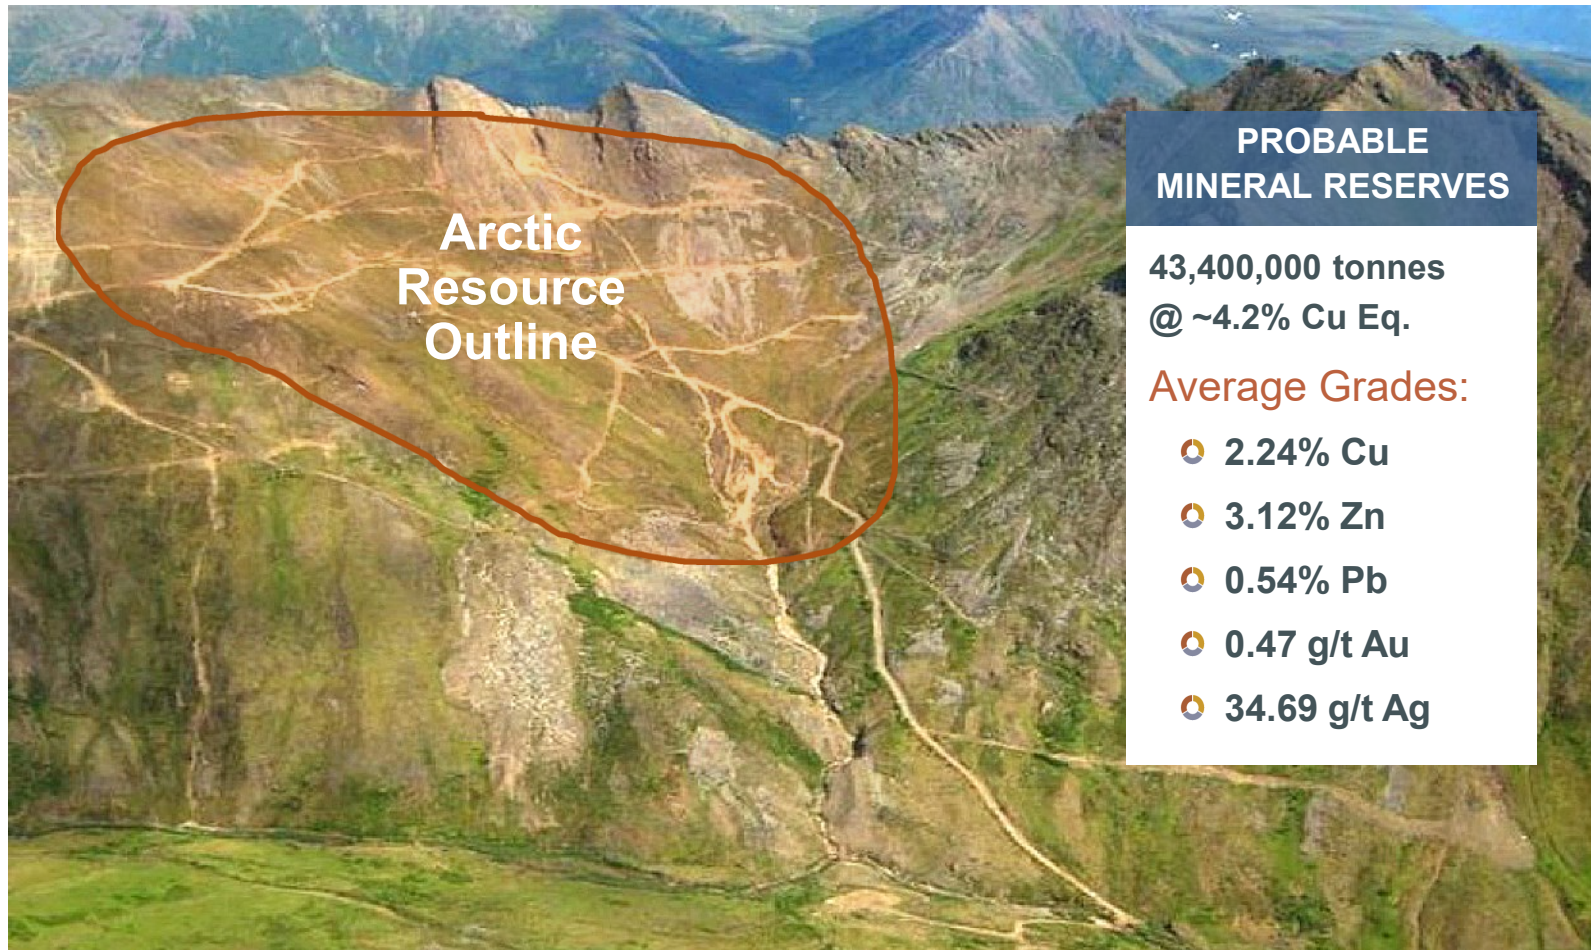 Arctic
Resource
Outline
PROBABLE
MINERAL RESERVES
43,400,000 tonnes
@ ~4.2% Cu Eq.
Average Grades:
2.24% Cu
3.12% Zn
0.54% Pb
0.47 g/t Au
34.69 g/t Ag